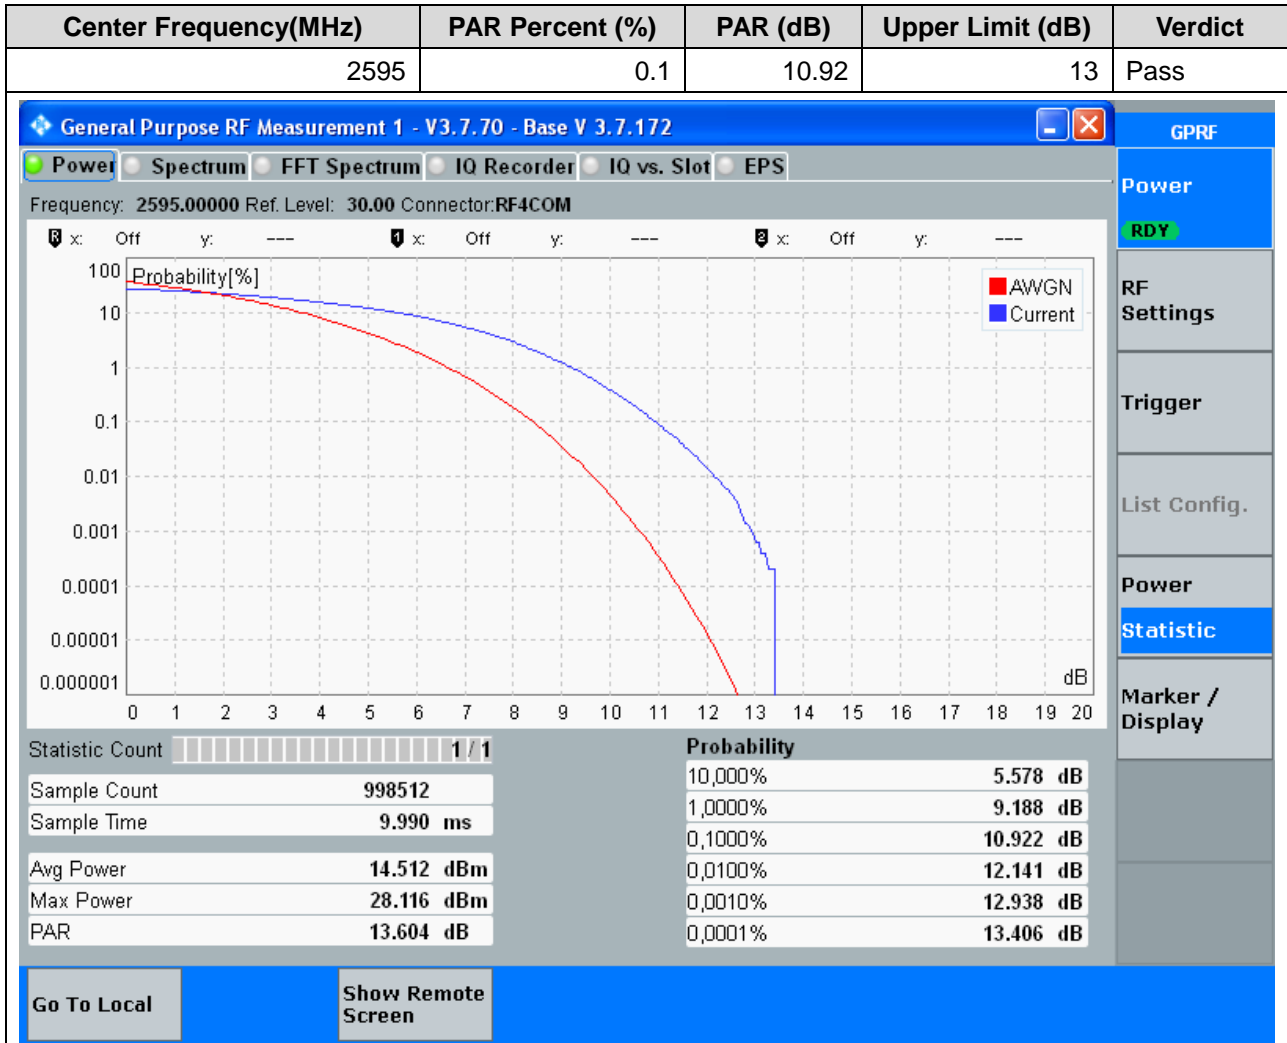 Center Frequency(MHz) PAR Percent (%) PAR (dB) Upper Limit (dB) Verdict
2595 0.1 10.92 13 Pass
General Purpose RF Measurement 1 - V3.7.70 - Base V 3.7.172
GPRF
Power Spectrum FFT Spectrum IQ Recorder IQ vs. Slot EPS
Frequency: 2595.00000 Ref. Level: 30.00 Connector:RF4COM
R x: Off y: --- 1 x: Off y: --- 2 x: Off y: ---
Probability[%]
100
10
1
0.1
0.01
0.001
0.0001
0.00001
0.000001
AWGN
Current
dB
0 1 2 3 4 5 6 7 8 9 10 11 12 13 14 15 16 17 18 19 20
Statistic Count 1 / 1
Sample Count 998512
Sample Time 9.990 ms
Avg Power 14.512 dBm
Max Power 28.116 dBm
PAR 13.604 dB
Probability
10,000% 5.578 dB
1,0000% 9.188 dB
0,1000% 10.922 dB
0,0100% 12.141 dB
0,0010% 12.938 dB
0,0001% 13.406 dB
Power
RDY
RF
Settings
Trigger
List Config.
Power
Statistic
Marker /
Display
Go To Local
Show Remote
Screen